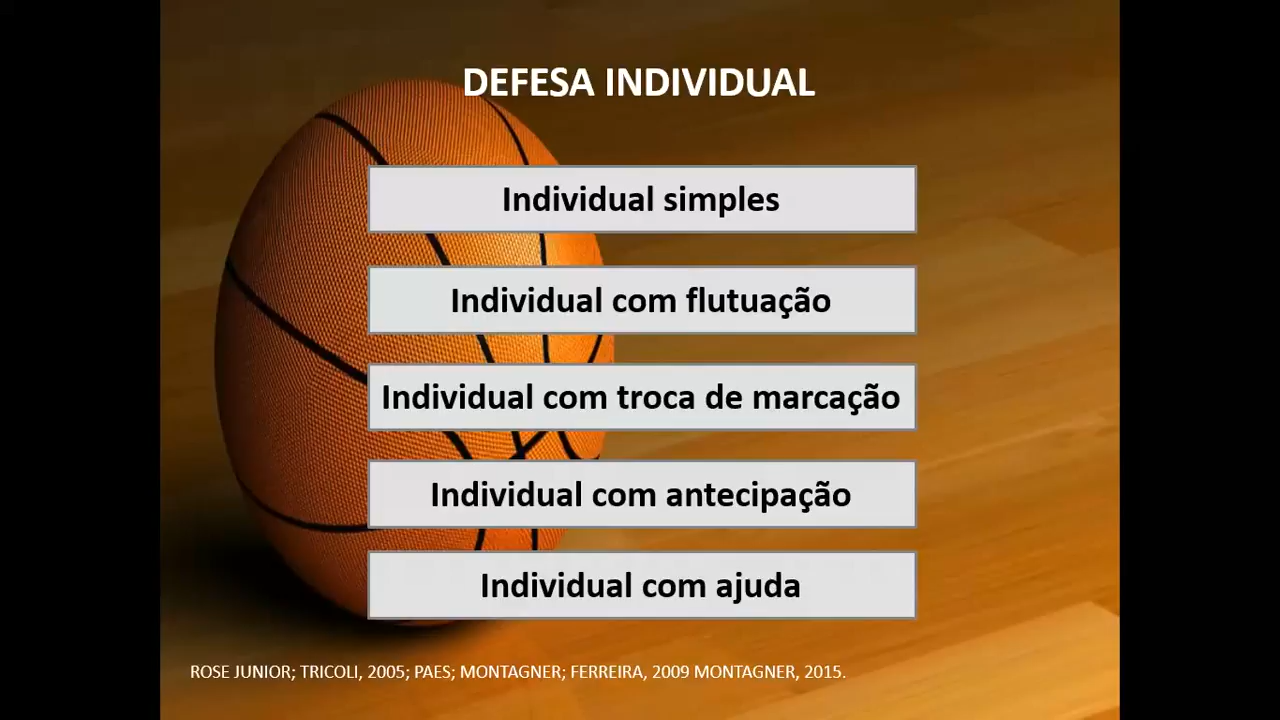 DEFESA INDIVIDUAL
Individual simples
Individual com flutuação
Individual com troca de marcação
Individual com antecipação
Individual com ajuda
ROSE JUNIOR; TRICOLI, 2005; PAES; MONTAGNER; FERREIRA, 2009 MONTAGNER, 2015.